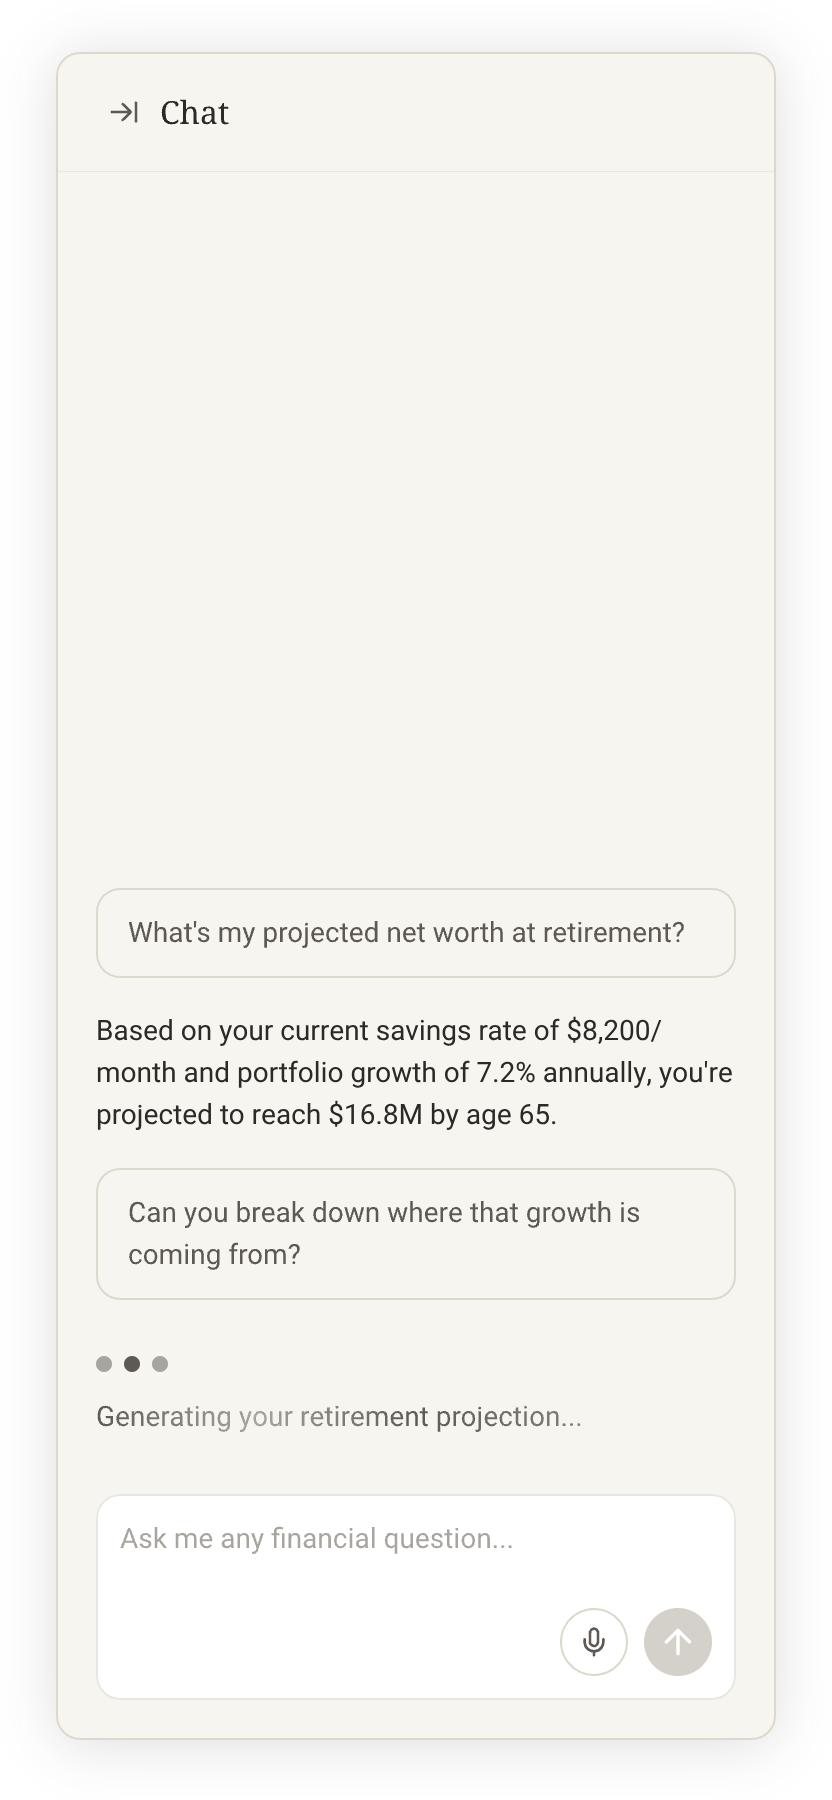 Chat
What's my projected net worth at retirement?
Based on your current savings rate of $8,200/
month and portfolio growth of 7.2% annually, you're
projected to reach $16.8M by age 65.
Can you break down where that growth is
coming from?
Generating your retirement projection...
Ask me any financial question...